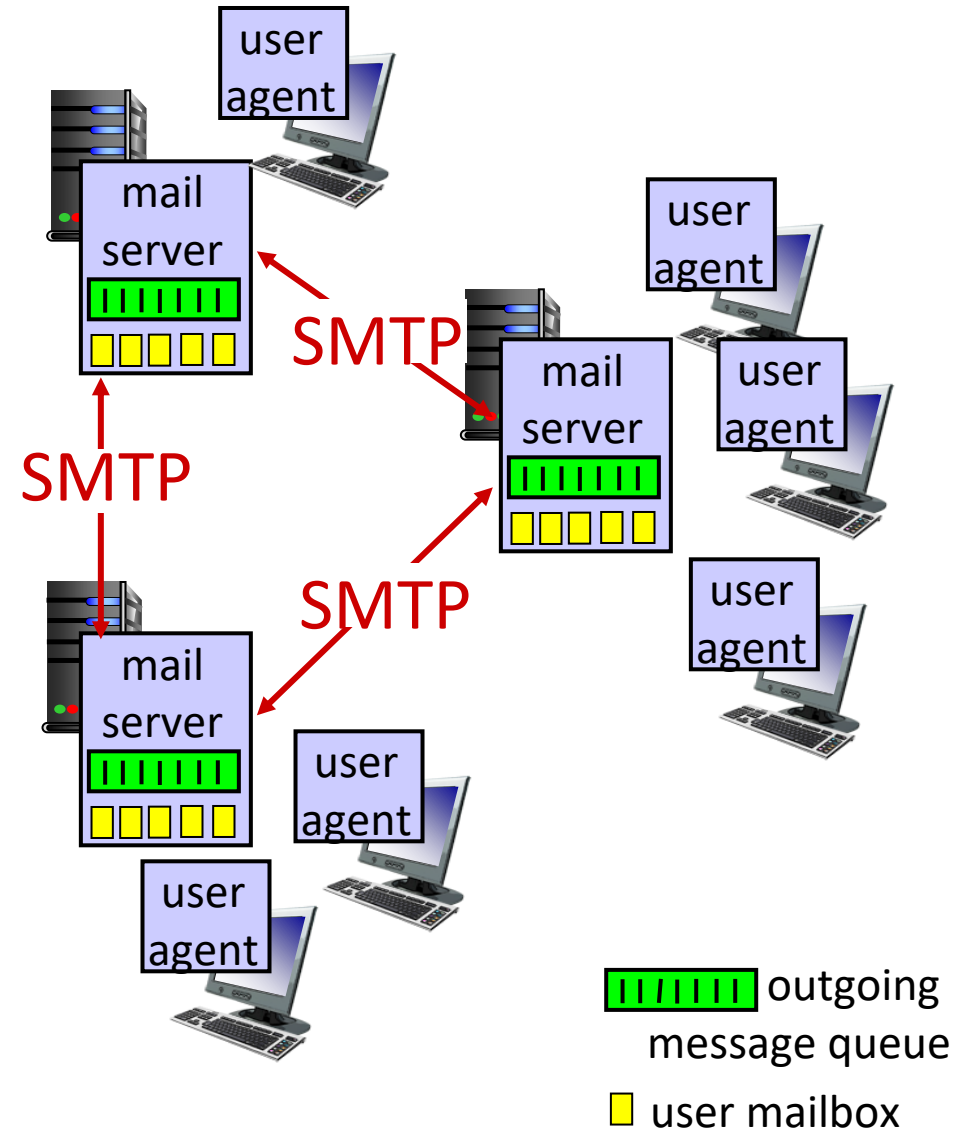 user
agent
mail
server
user
agent
SMTP
mail
server
user
agent
SMTP
SMTP
user
agent
mail
server
user
agent
user
agent
outgoing
message queue
user mailbox